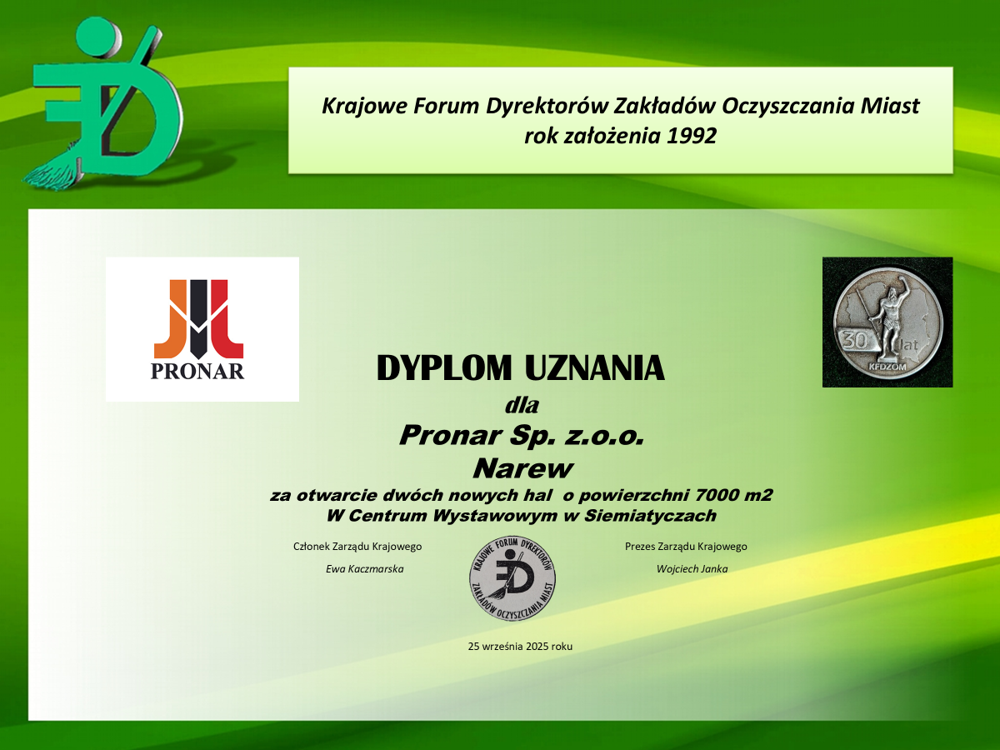 Krajowe Forum Dyrektorów Zakładów Oczyszczania Miast
rok założenia 1992
PRONAR
30 lat
KFDZOM
DYPLOM UZNANIA
dla
Pronar Sp. z.o.o.
Narew
za otwarcie dwóch nowych hal  o powierzchni 7000 m2
W Centrum Wystawowym w Siemiatyczach
Członek Zarządu Krajowego
Ewa Kaczmarska
KRAJOWE FORUM DYREKTORÓW
ZAKŁADÓW OCZYSZCZANIA MIAST
Prezes Zarządu Krajowego
Wojciech Janka
25 września 2025 roku